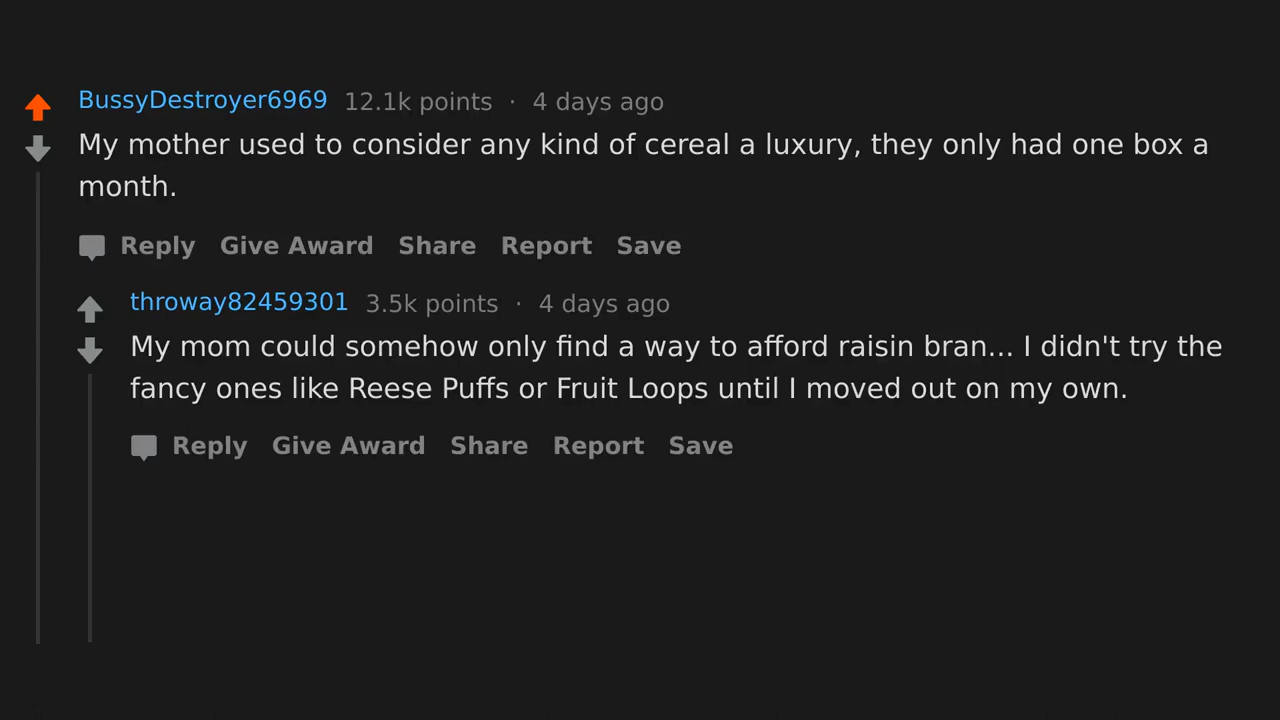 BussyDestroyer6969 12.1k points · 4 days ago
My mother used to consider any kind of cereal a luxury, they only had one box a
month.
Reply Give Award Share Report Save
throway82459301 3.5k points · 4 days ago
My mom could somehow only find a way to afford raisin bran... I didn't try the
fancy ones like Reese Puffs or Fruit Loops until I moved out on my own.
Reply Give Award Share Report Save